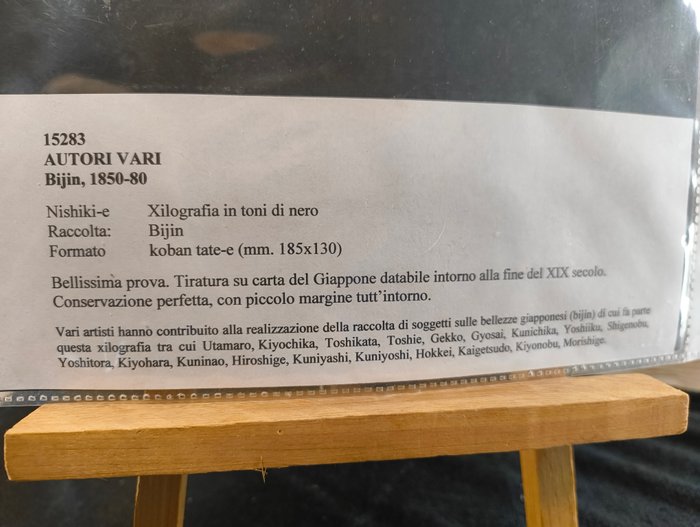 15283
AUTORI VARI
Bijin, 1850-80
Nishiki-e Xilografia in toni di nero
Raccolta: Bijin
Formato koban tate-e (mm. 185x130)
Bellissima prova. Tiratura su carta del Giappone databile intorno alla fine del XIX secolo.
Conservazione perfetta, con piccolo margine tutt'intorno.
Vari artisti hanno contribuito alla realizzazione della raccolta di soggetti sulle bellezze giapponesi (bijin) di cui fa parte
questa xilografia tra cui Utamaro, Kiyochika, Toshikata, Toshie, Gekko, Gyosai, Kunichika, Yoshiiku, Shigenobu,
Yoshitora, Kiyohara, Kuninao, Hiroshige, Kuniyashi, Kuniyoshi, Hokkei, Kaigetsudo, Kiyonobu, Morishige.